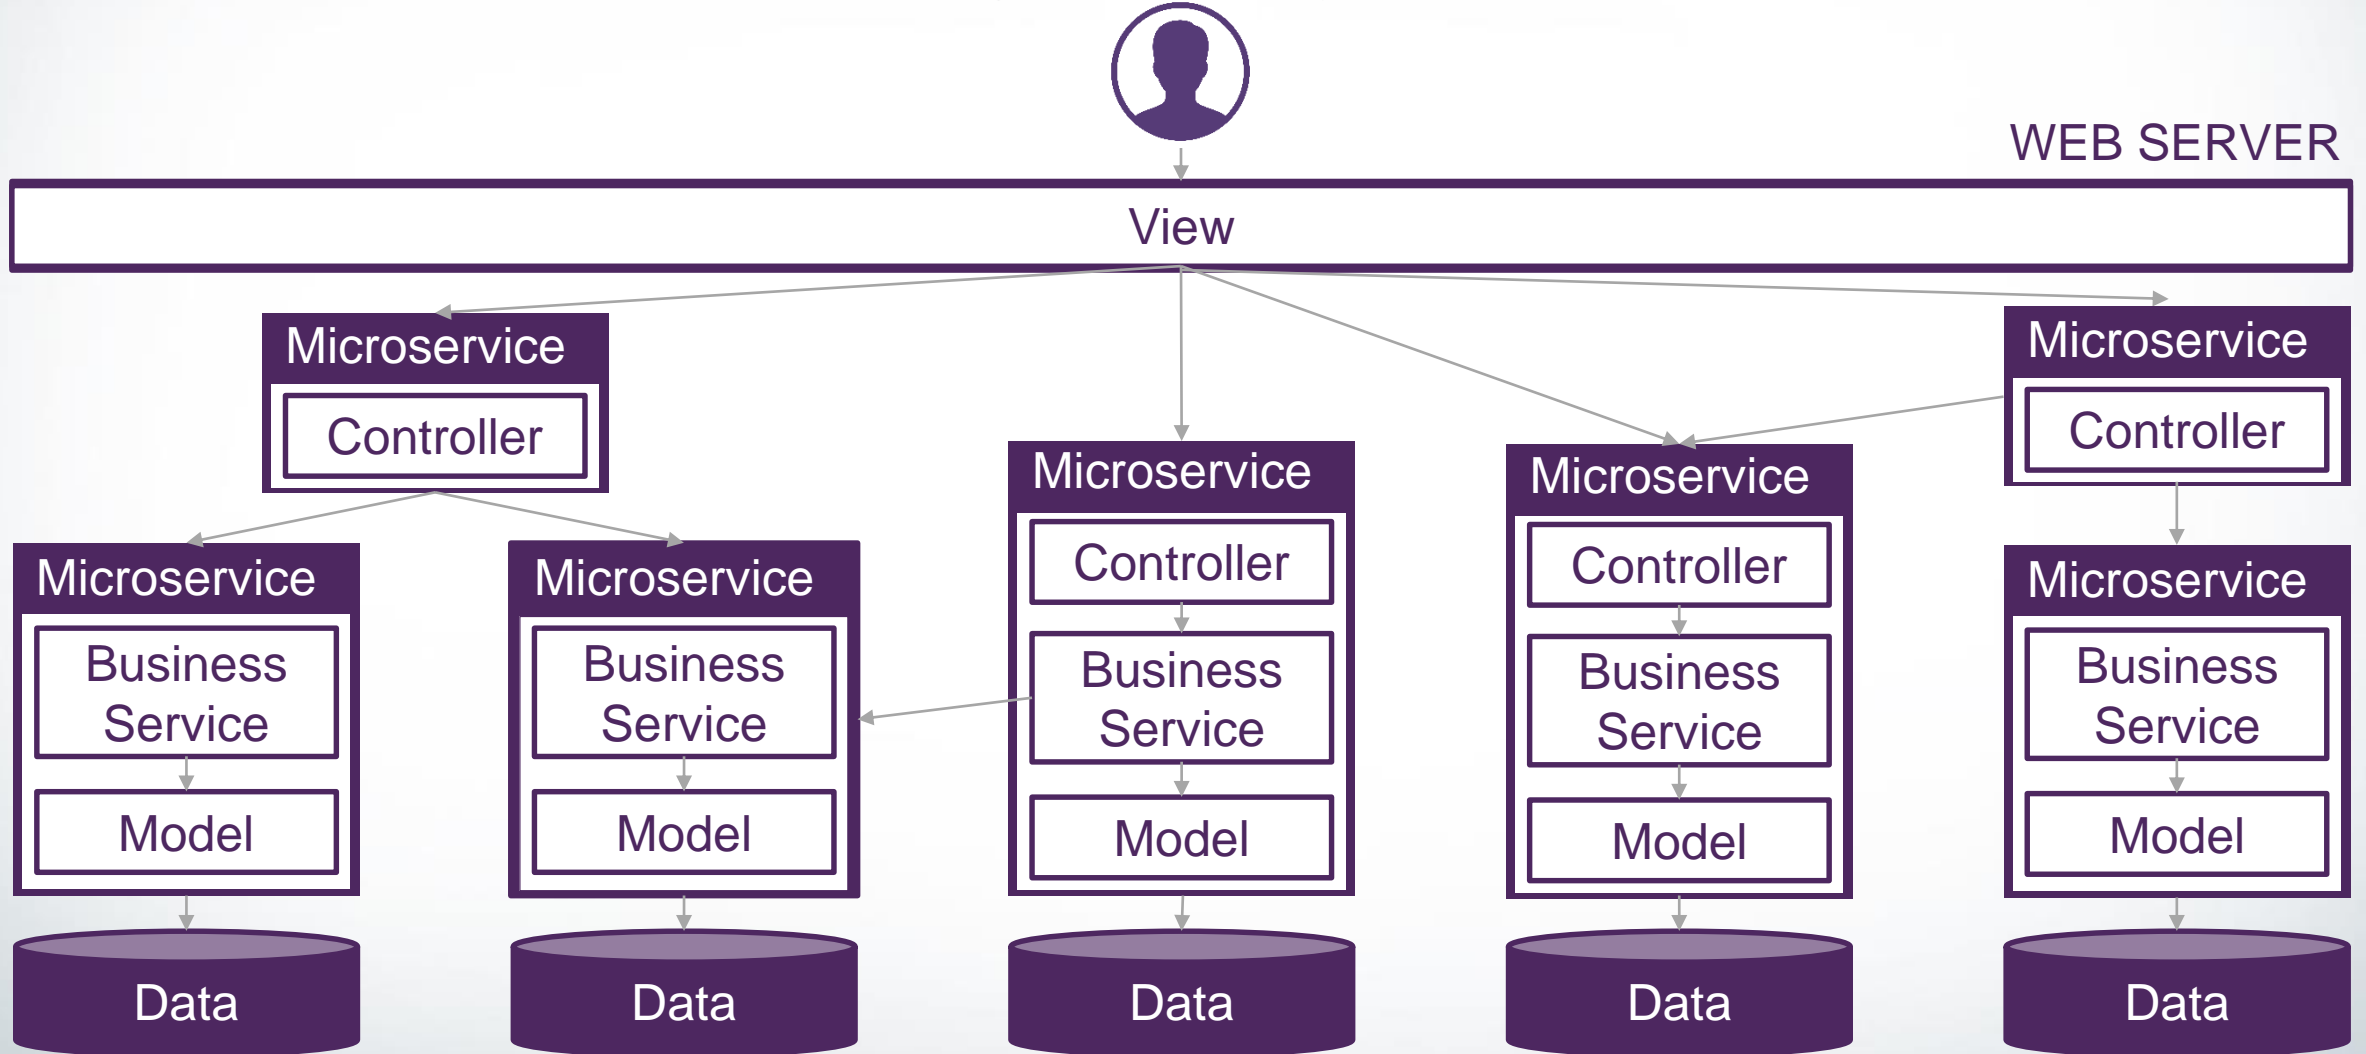 WEB SERVER
View
Microservice
Controller
Microservice
Controller
Microservice
Controller
Business
Service
Model
Microservice
Controller
Business
Service
Model
Microservice
Business
Service
Model
Microservice
Business
Service
Model
Microservice
Business
Service
Model
Data
Data
Data
Data
Data